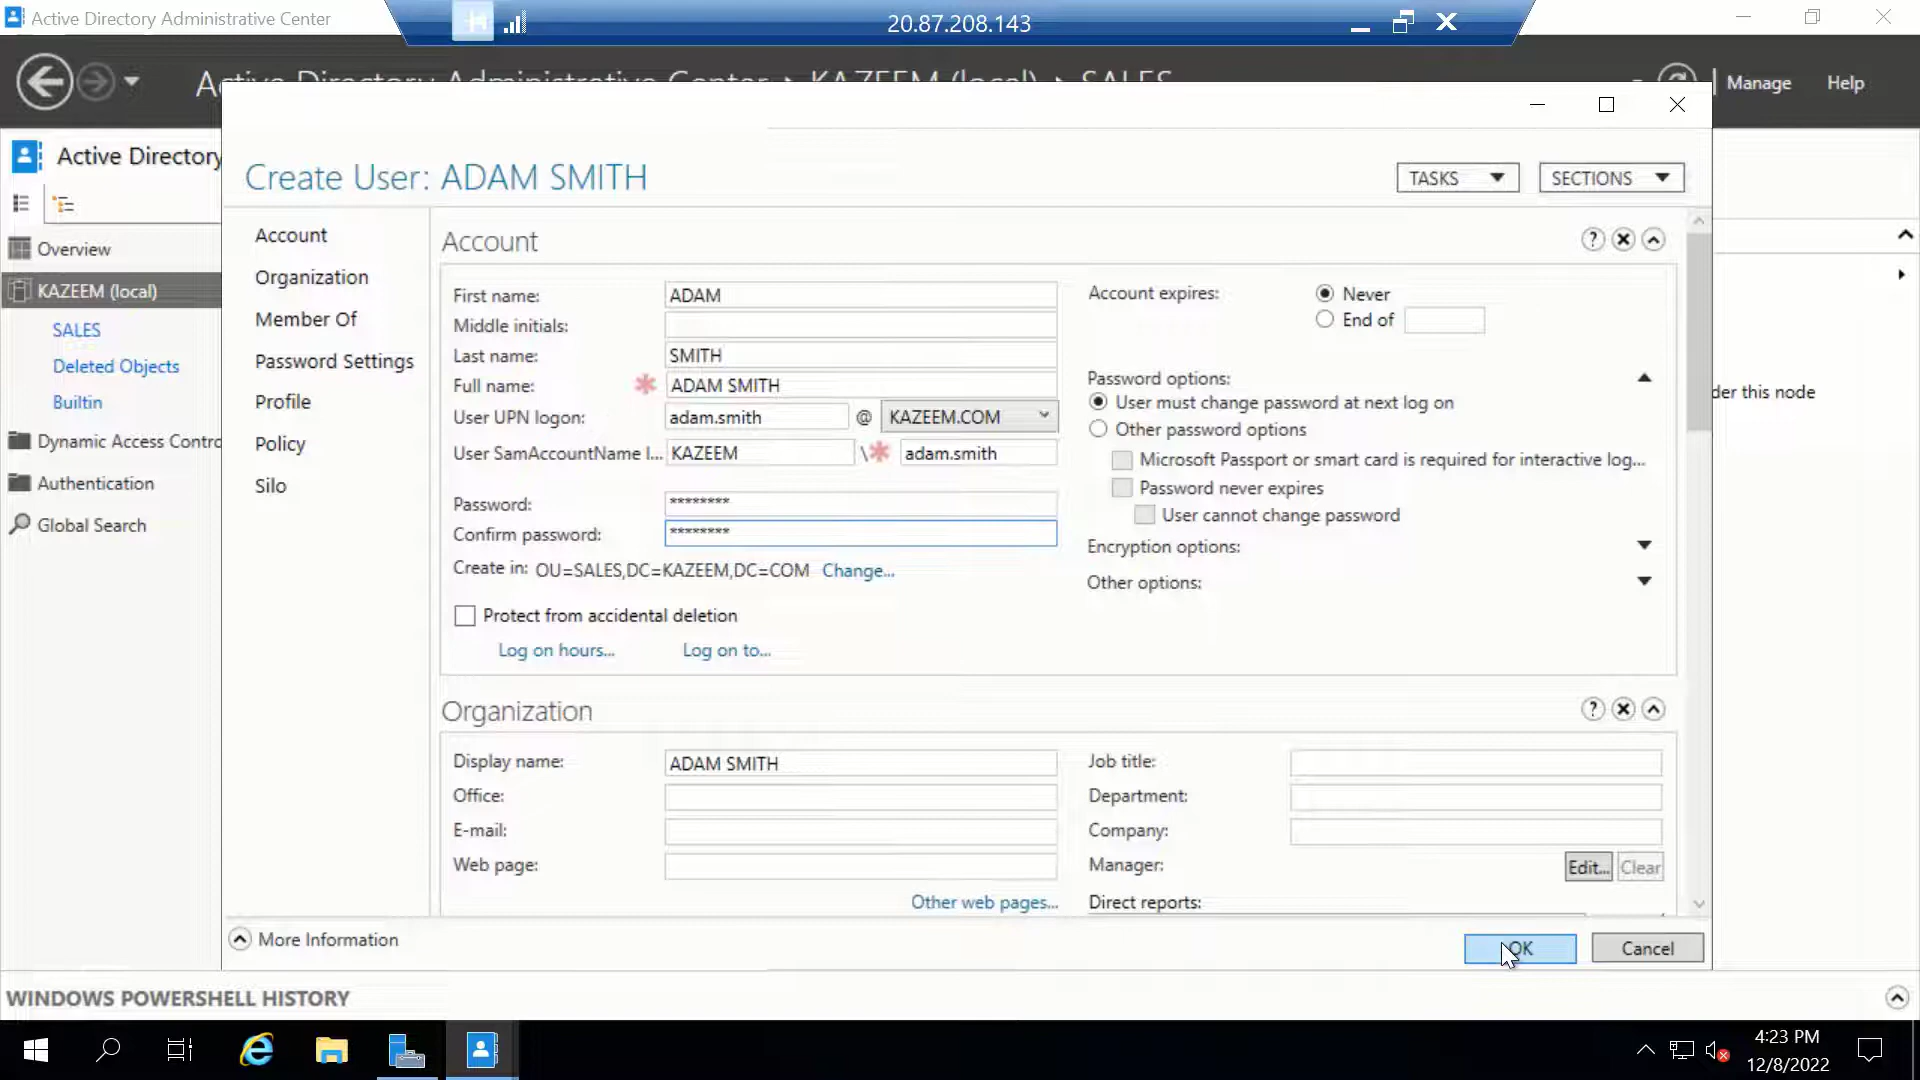 Active Directory Administrative Center
20.87.208.143
Active Directory Administrative Center • KAZEEM (local) • SALES
Manage
Help
Active Directory
Overview
KAZEEM (local)
SALES
Deleted Objects
Builtin
Dynamic Access Contro
Authentication
Global Search
Create User: ADAM SMITH
TASKS
SECTIONS
Account
Organization
Member Of
Password Settings
Profile
Policy
Silo
Account
First name: ADAM
Middle initials:
Last name: SMITH
Full name: * ADAM SMITH
User UPN logon: adam.smith @ KAZEEM.COM
User SamAccountName l... KAZEEM \ * adam.smith
Password: ********
Confirm password: ********
Create in: OU=SALES,DC=KAZEEM,DC=COM Change...
Protect from accidental deletion
Log on hours... Log on to...
Account expires: Never
End of
Password options:
User must change password at next log on
Other password options
Microsoft Passport or smart card is required for interactive log...
Password never expires
User cannot change password
Encryption options:
Other options:
der this node
Organization
Display name: ADAM SMITH
Office:
E-mail:
Web page:
Other web pages...
Job title:
Department:
Company:
Manager: Edit... Clear
Direct reports:
More Information
OK
Cancel
WINDOWS POWERSHELL HISTORY
4:23 PM
12/8/2022